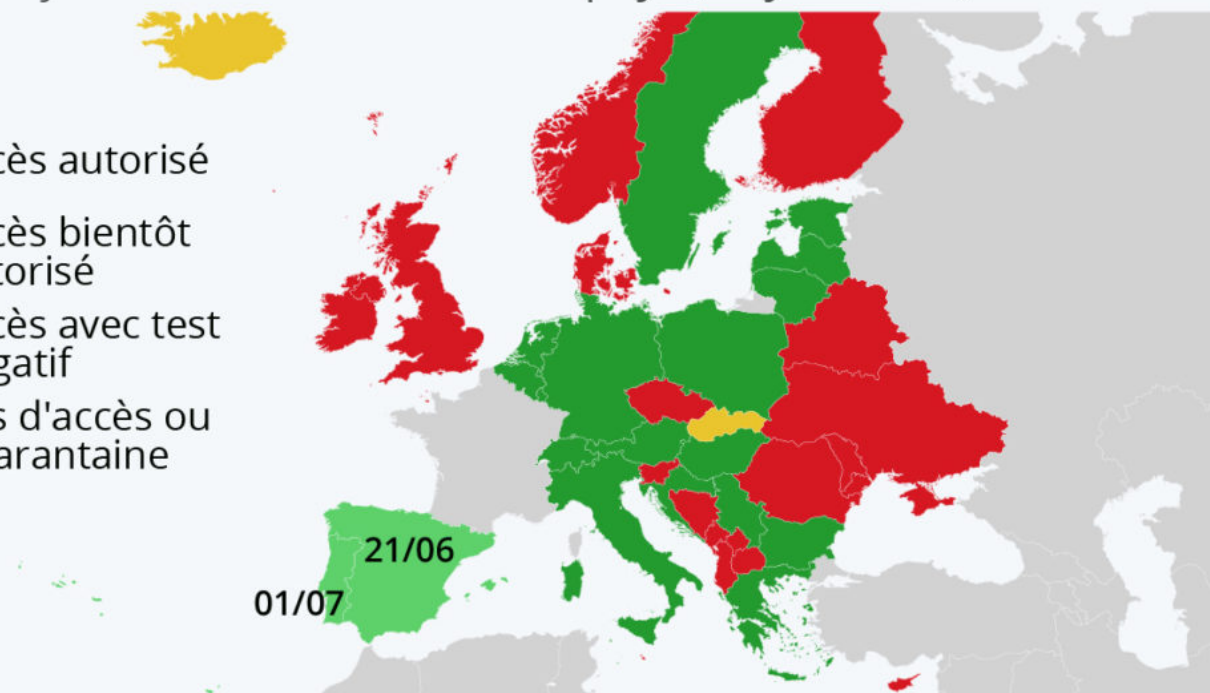 cès autorisé
cès bientôt
torisé
cès avec test
gatif
s d'accès ou
arantaine
21/06
01/07